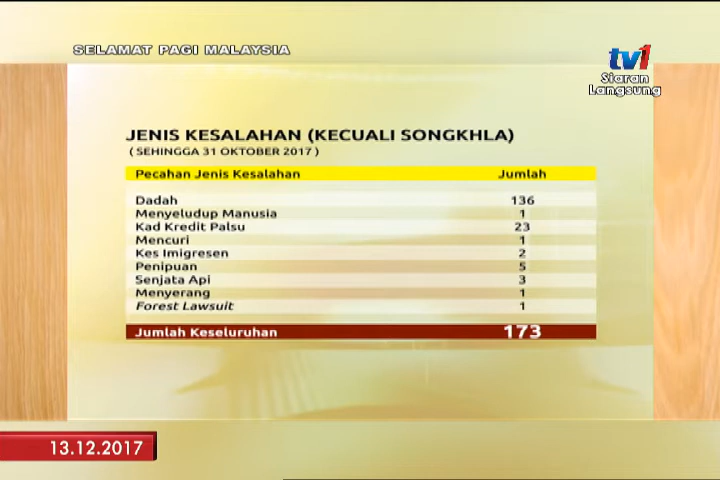 SELAMAT PAGI MALAYSIA
tv1
Siaran
Langsung
JENIS KESALAHAN (KECUALI SONGKHLA)
( SEHINGGA 31 OKTOBER 2017 )
Pecahan Jenis Kesalahan Jumlah
Dadah 136
Menyeludup Manusia 1
Kad Kredit Palsu 23
Mencuri 1
Kes Imigresen 2
Penipuan 5
Senjata Api 3
Menyerang 1
Forest Lawsuit 1
Jumlah Keseluruhan 173
13.12.2017